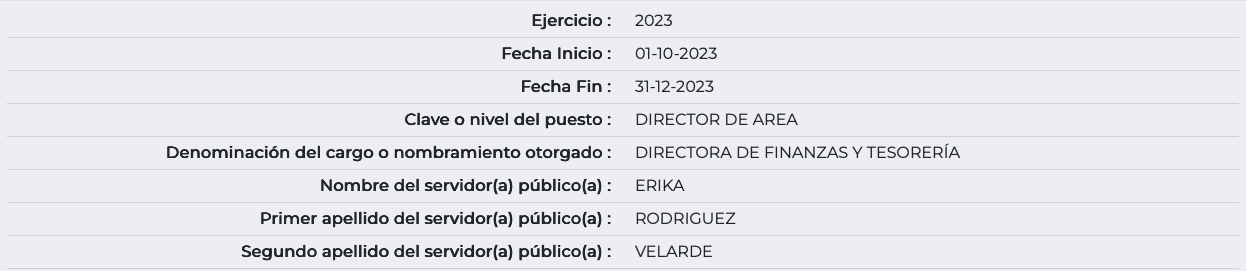 Ejercicio : 2023
Fecha Inicio : 01-10-2023
Fecha Fin : 31-12-2023
Clave o nivel del puesto : DIRECTOR DE AREA
Denominación del cargo o nombramiento otorgado : DIRECTORA DE FINANZAS Y TESORERÍA
Nombre del servidor(a) público(a) : ERIKA
Primer apellido del servidor(a) público(a) : RODRIGUEZ
Segundo apellido del servidor(a) público(a) : VELARDE